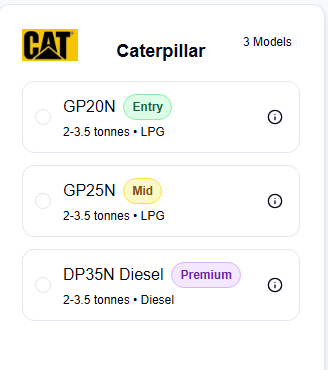 CAT
Caterpillar
3 Models
GP20N Entry
2-3.5 tonnes • LPG
GP25N Mid
2-3.5 tonnes • LPG
DP35N Diesel Premium
2-3.5 tonnes • Diesel